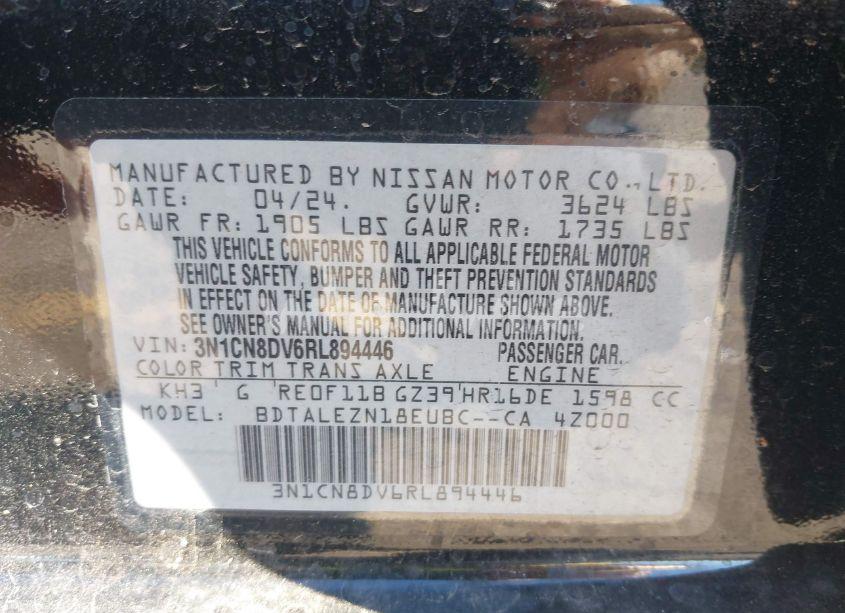 MANUFACTURED BY NISSAN MOTOR CO., LTD.
DATE: 04/24. GVWR: 3624 LBS
GAWR FR: 1905 LBS GAWR RR: 1735 LBS
THIS VEHICLE CONFORMS TO ALL APPLICABLE FEDERAL MOTOR
VEHICLE SAFETY, BUMPER AND THEFT PREVENTION STANDARDS
IN EFFECT ON THE DATE OF MANUFACTURE SHOWN ABOVE.
SEE OWNER'S MANUAL FOR ADDITIONAL INFORMATION.
VIN: 3N1CN8DV6RL894446 PASSENGER CAR.
COLOR TRIM TRANS AXLE ENGINE
KH3 ' G ' RE0F11B GZ39 ' HR16DE 1598 CC
MODEL: BDTALEZN18EUBC--CA 4Z000
3N1CN8DV6RL894446